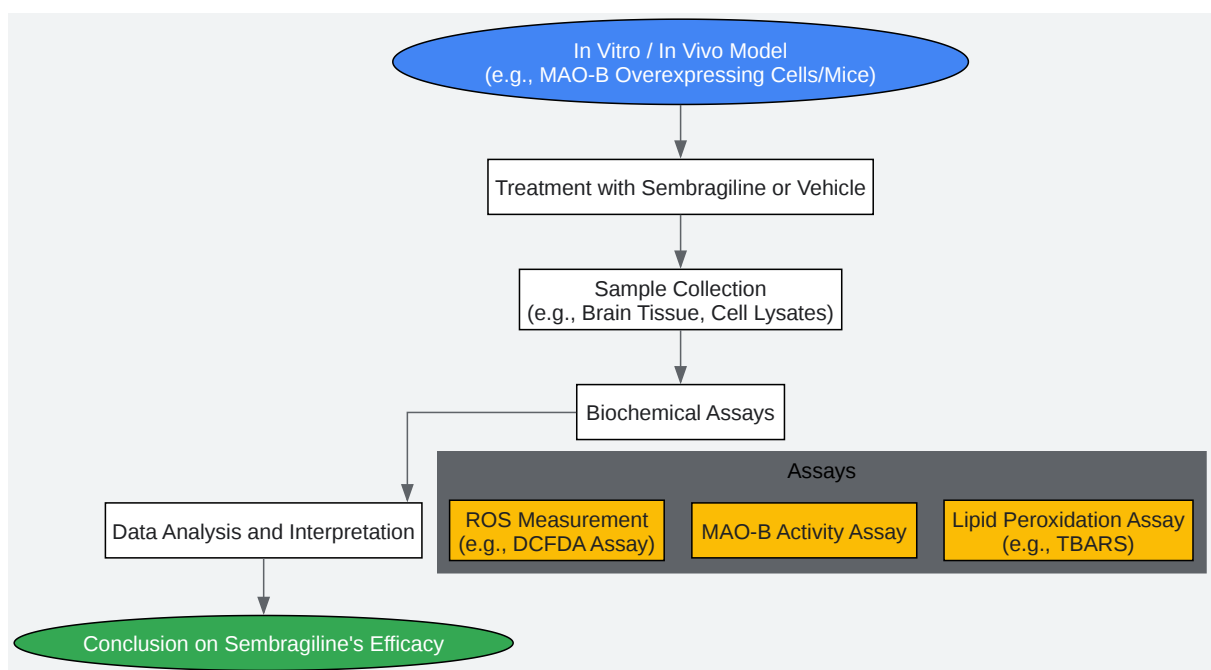 In Vitro / In Vivo Model
(e.g., MAO-B Overexpressing Cells/Mice)
Treatment with Sembragiline or Vehicle
Sample Collection
(e.g., Brain Tissue, Cell Lysates)
Biochemical Assays
Assays
ROS Measurement
(e.g., DCFDA Assay)
MAO-B Activity Assay
Lipid Peroxidation Assay
(e.g., TBARS)
Data Analysis and Interpretation
Conclusion on Sembragiline's Efficacy